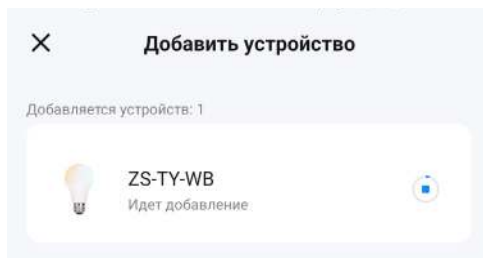 Добавить устройство
Добавляется устройств: 1
ZS-TY-WB
Идет добавление